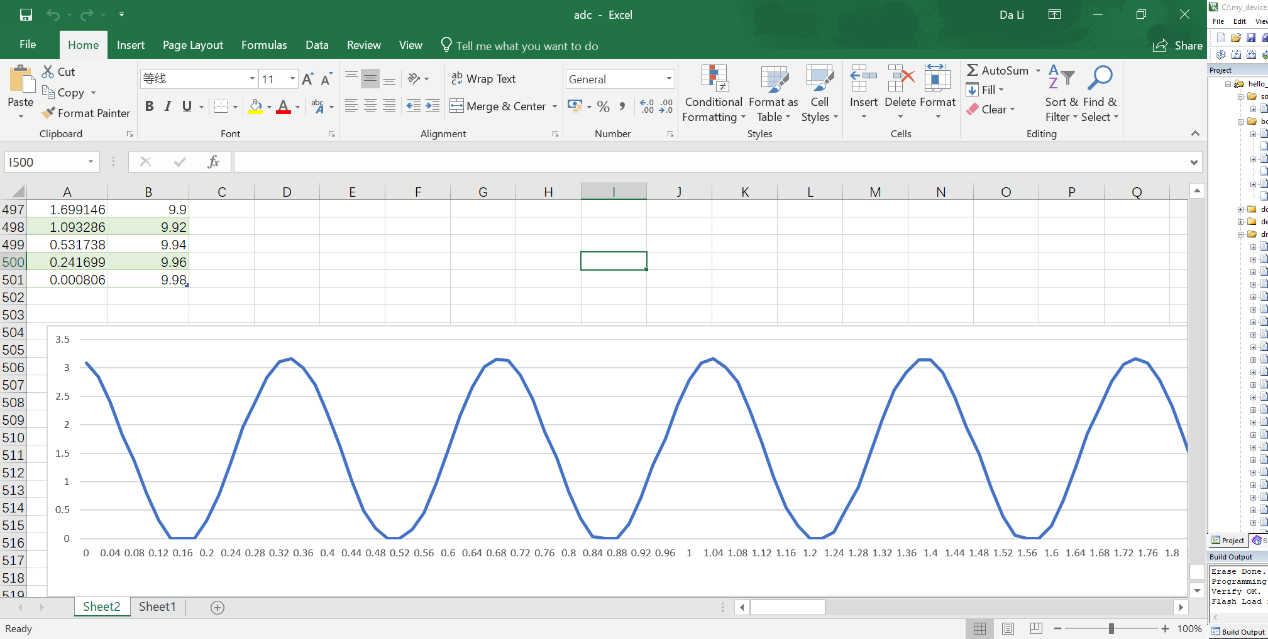 adc - Excel
Da Li
C:\my_device
File Home Insert Page Layout Formulas Data Review View Tell me what you want to do
Share
File Edit View
Paste
Cut
Copy
Format Painter
Clipboard
等线 11
B I U
Font
Wrap Text
Merge & Center
Alignment
General
Number
Conditional Formatting
Format as Table
Cell Styles
Styles
Insert Delete Format
Cells
AutoSum
Fill
Clear
Sort & Filter
Find & Select
Editing
Project
hello_
I500
fx
A B C D E F G H I J K L M N O P Q
497 1.699146 9.9
498 1.093286 9.92
499 0.531738 9.94
500 0.241699 9.96
501 0.000806 9.98
502
503
504
505
506
507
508
509
510
511
512
513
514
515
516
517
518
519
3.5
3
2.5
2
1.5
1
0.5
0
0 0.04 0.08 0.12 0.16 0.2 0.24 0.28 0.32 0.36 0.4 0.44 0.48 0.52 0.56 0.6 0.64 0.68 0.72 0.76 0.8 0.84 0.88 0.92 0.96 1 1.04 1.08 1.12 1.16 1.2 1.24 1.28 1.32 1.36 1.4 1.44 1.48 1.52 1.56 1.6 1.64 1.68 1.72 1.76 1.8
Project
Build Output
Erase Done.
Programming
Verify OK.
Flash Load
Build Output
Sheet2 Sheet1
Ready
100%